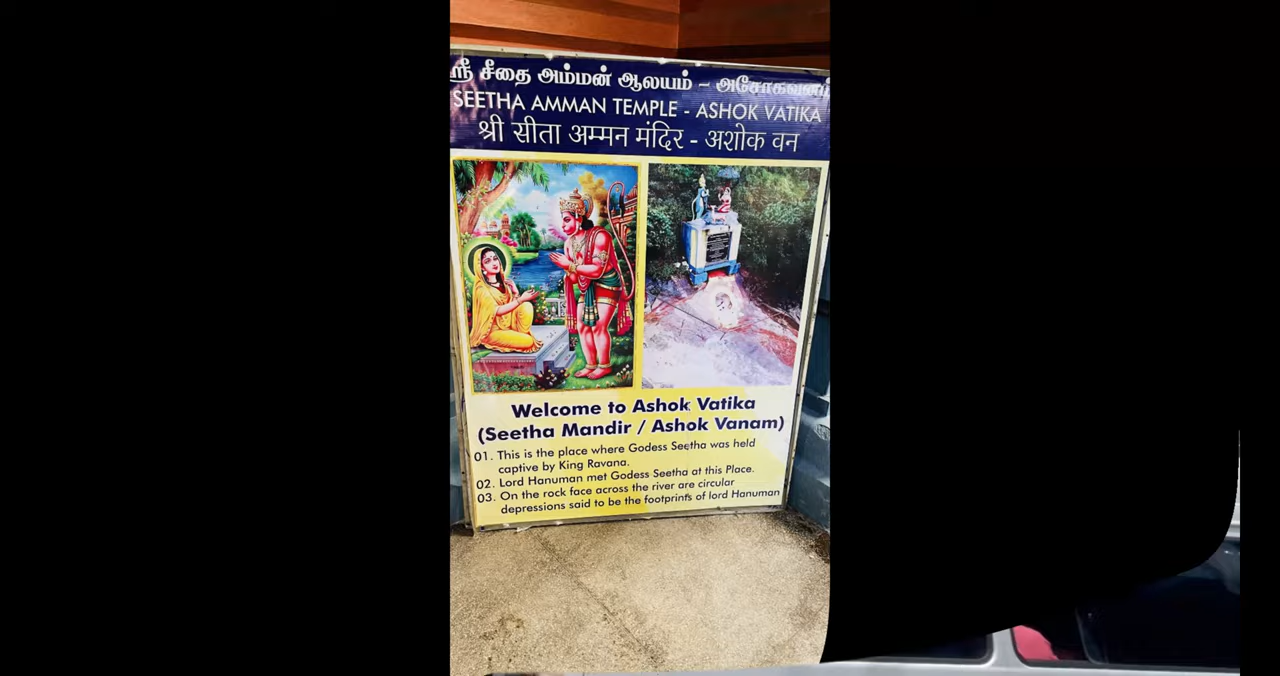 ஸ்ரீ சீதை அம்மன் ஆலயம் – அசோகவனம்
SEETHA AMMAN TEMPLE - ASHOK VATIKA
श्री सीता अम्मन मंदिर - अशोक वन
Welcome to Ashok Vatika
(Seetha Mandir / Ashok Vanam)
01. This is the place where Godess Seetha was held
captive by King Ravana.
02. Lord Hanuman met Godess Seetha at this Place.
03. On the rock face across the river are circular
depressions said to be the footprints of lord Hanuman